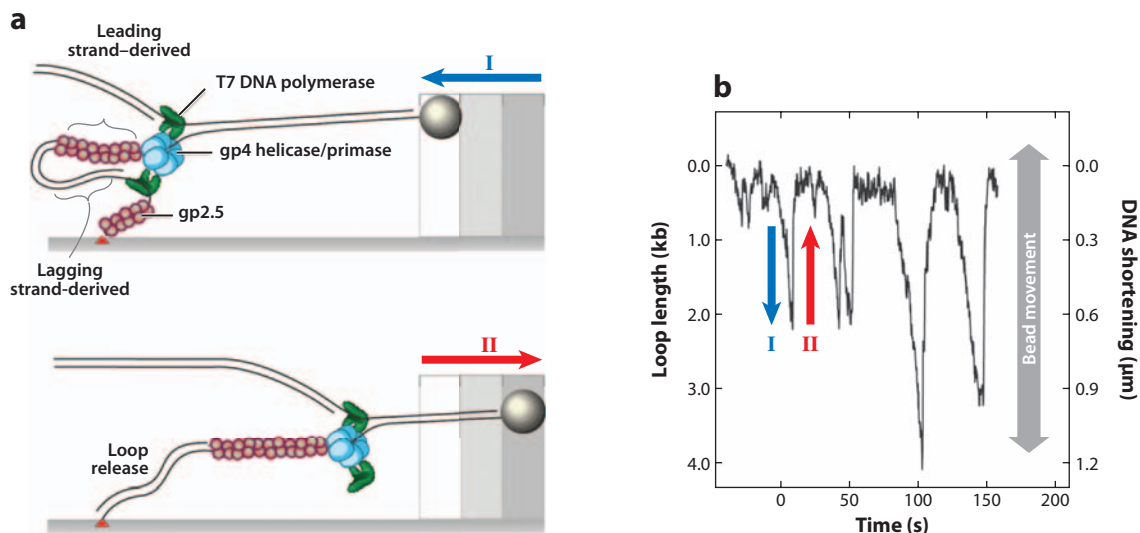 a
Leading
strand–derived
I
T7 DNA polymerase
gp4 helicase/primase
gp2.5
Lagging
strand-derived
II
Loop
release
b
Loop length (kb)
0.0
1.0
2.0
3.0
4.0
I
II
Bead movement
0.0
0.3
0.6
0.9
1.2
DNA shortening (μm)
0
50
100
150
200
Time (s)